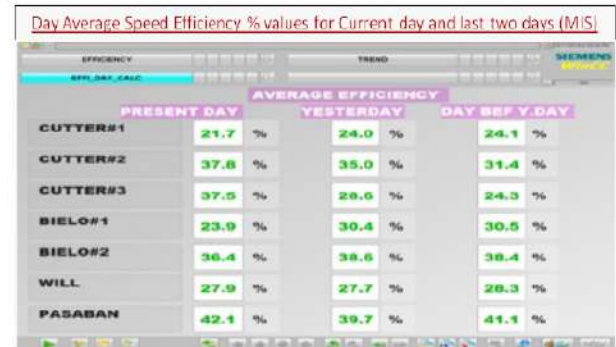 Day Average Speed Efficiency % values for Current day and last two days (MIS)
EFFICIENCY TREND SIEMENS
EFFI_DAY_CALC WinCC
AVERAGE EFFICIENCY
PRESENT DAY YESTERDAY DAY BEF Y.DAY
CUTTER#1 21.7 % 24.0 % 24.1 %
CUTTER#2 37.8 % 35.0 % 31.4 %
CUTTER#3 37.5 % 28.6 % 24.3 %
BIELO#1 23.9 % 30.4 % 30.5 %
BIELO#2 36.4 % 38.6 % 38.4 %
WILL 27.9 % 27.7 % 28.3 %
PASABAN 42.1 % 39.7 % 41.1 %